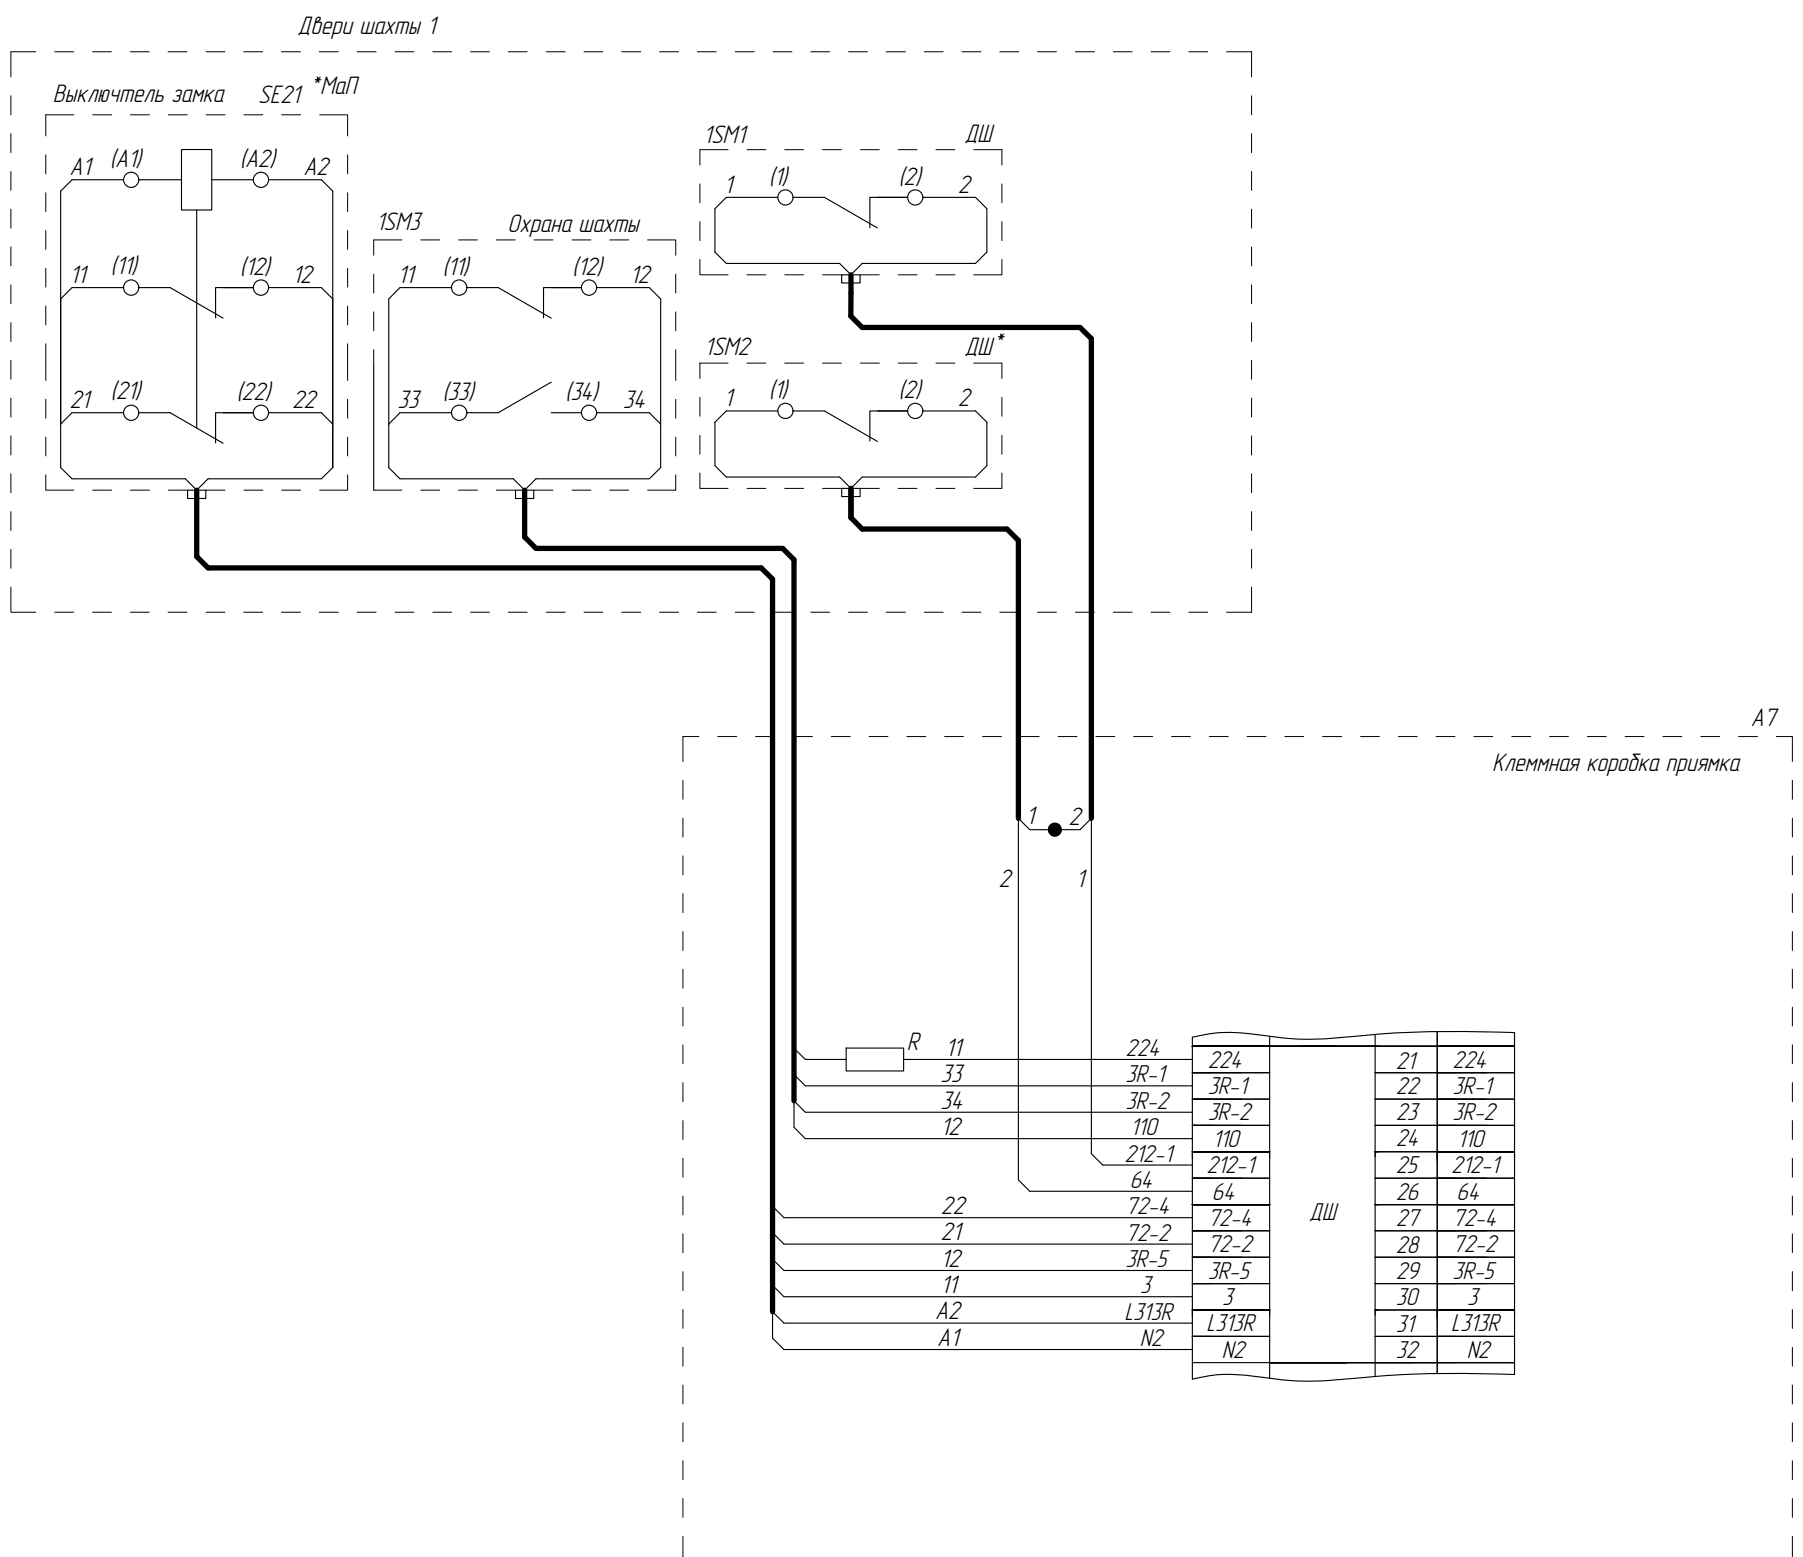 Двери шахты 1
Выключтель замка SE21 *МаП
A1 (A1) (A2) A2
11 (11) (12) 12
21 (21) (22) 22
1SM3 Охрана шахты
11 (11) (12) 12
33 (33) (34) 34
1SM1 ДШ
1 (1) (2) 2
1SM2 ДШ*
1 (1) (2) 2
A7
Клеммная коробка приямка
1 2
2 1
R 11 224 224 21 224
33 3R-1 3R-1 22 3R-1
34 3R-2 3R-2 23 3R-2
12 110 110 24 110
212-1 212-1 25 212-1
64 64 26 64
ДШ
22 72-4 72-4 27 72-4
21 72-2 72-2 28 72-2
12 3R-5 3R-5 29 3R-5
11 3 3 30 3
A2 L313R L313R 31 L313R
A1 N2 N2 32 N2